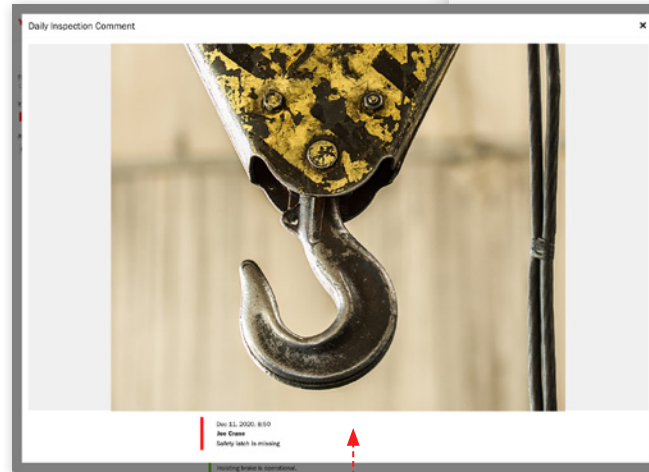 Daily Inspection Comment
Dec 11, 2020, 8:50
Joe Crane
Safety latch is missing
Hoisting brake is operational.